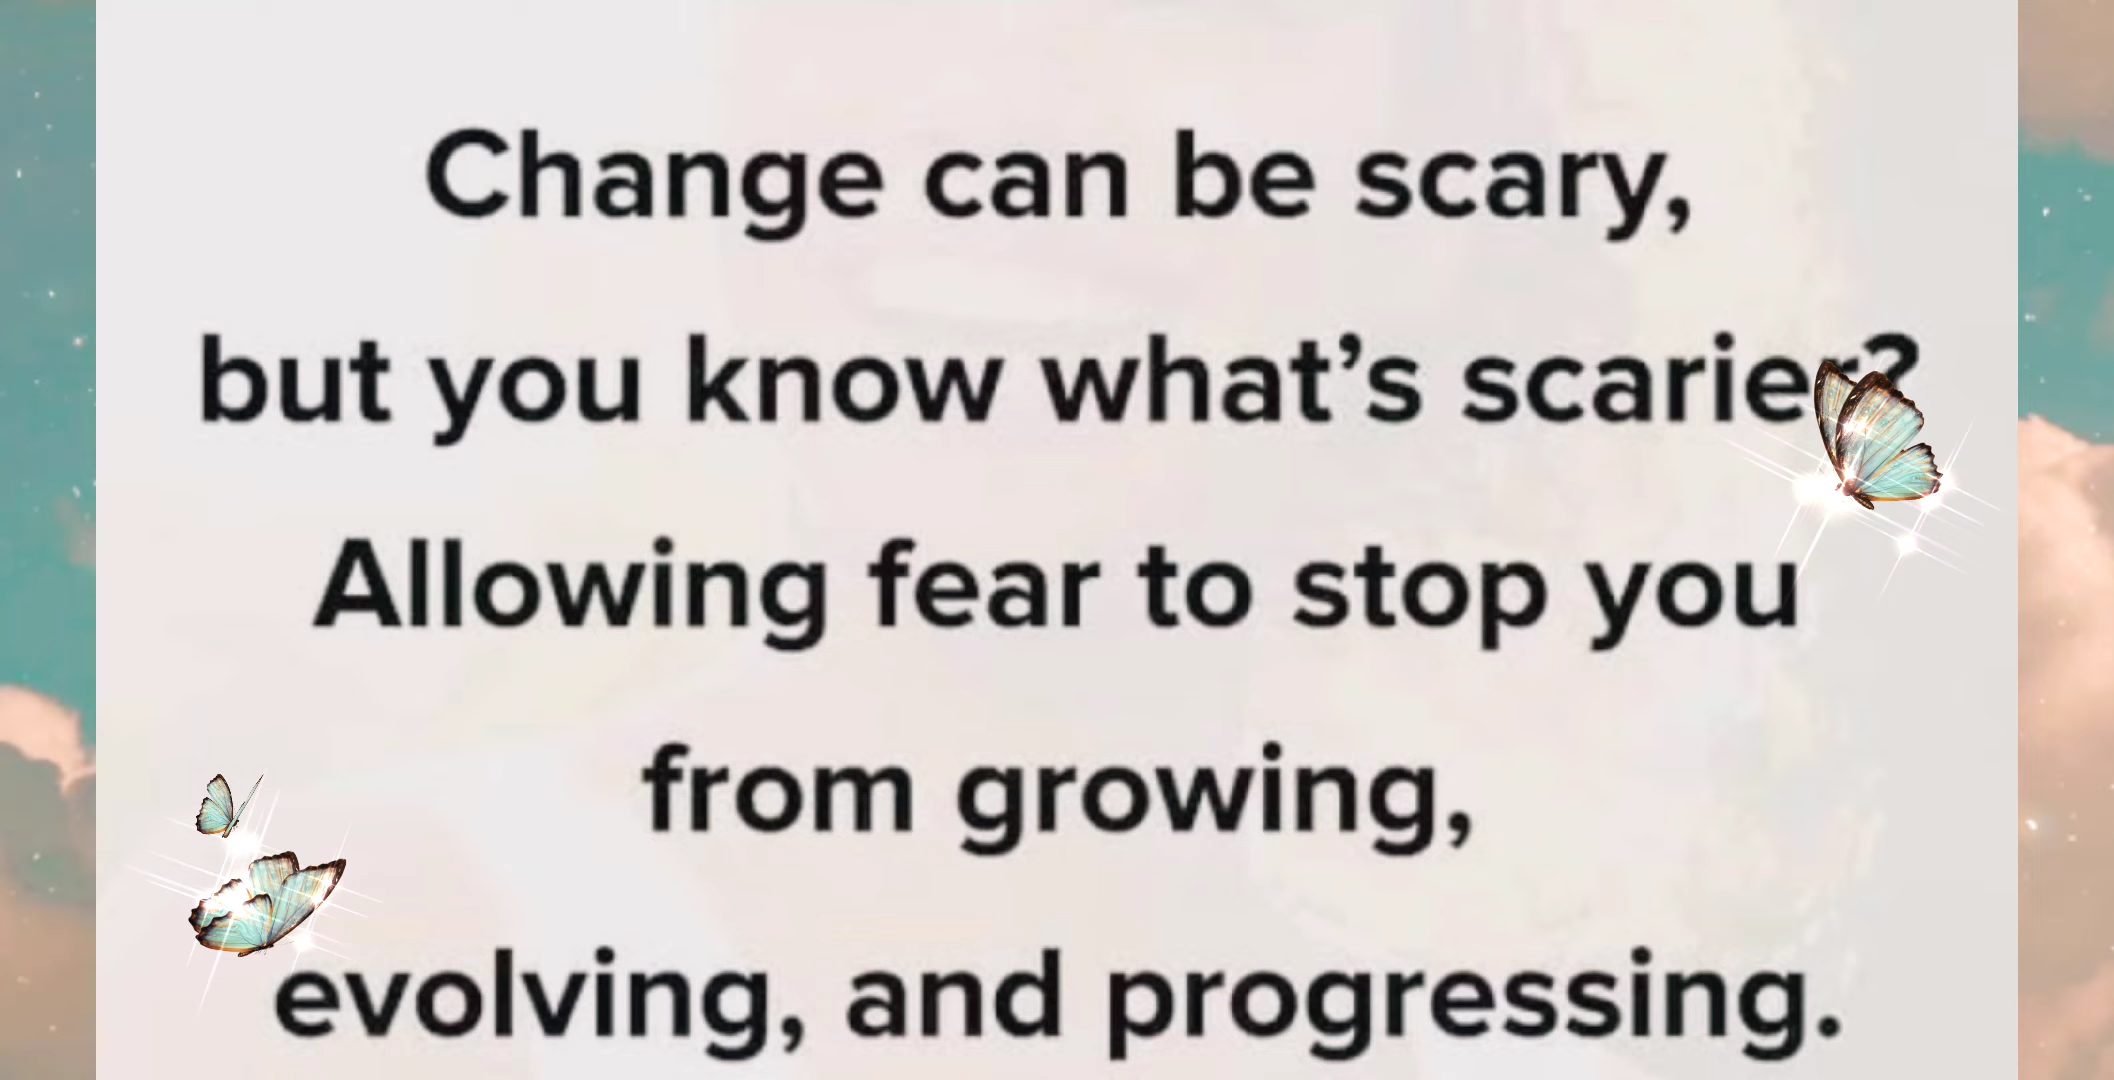 Change can be scary,
but you know what’s scarier?
Allowing fear to stop you
from growing,
evolving, and progressing.